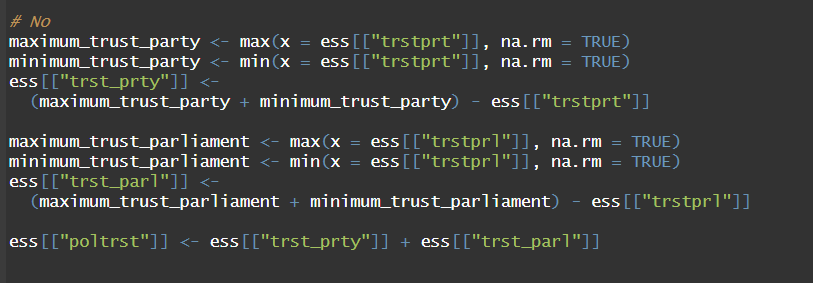 # No
maximum_trust_party <- max(x = ess[["trstprt"]], na.rm = TRUE)
minimum_trust_party <- min(x = ess[["trstprt"]], na.rm = TRUE)
ess[["trst_prty"]] <-
  (maximum_trust_party + minimum_trust_party) - ess[["trstprt"]]

maximum_trust_parliament <- max(x = ess[["trstprl"]], na.rm = TRUE)
minimum_trust_parliament <- min(x = ess[["trstprl"]], na.rm = TRUE)
ess[["trst_parl"]] <-
  (maximum_trust_parliament + minimum_trust_parliament) - ess[["trstprl"]]

ess[["poltrst"]] <- ess[["trst_prty"]] + ess[["trst_parl"]]